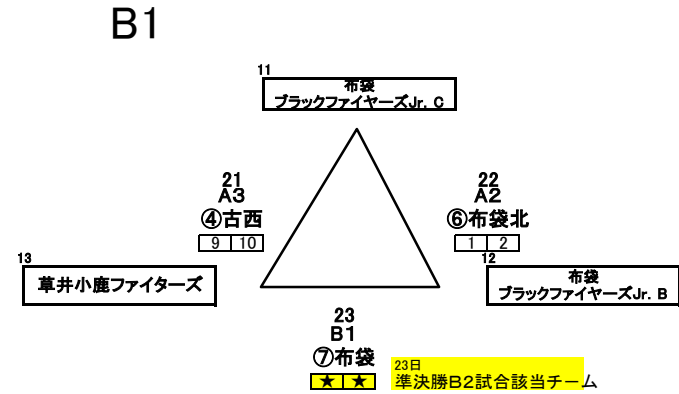 B1
11
布袋
ブラックファイヤーズJr. C
21
A3
④古西
9 10
22
A2
⑥布袋北
1 2
13
草井小鹿ファイターズ
12
布袋
ブラックファイヤーズJr. B
23
B1
⑦布袋
★ ★
23日
準決勝B2試合該当チーム